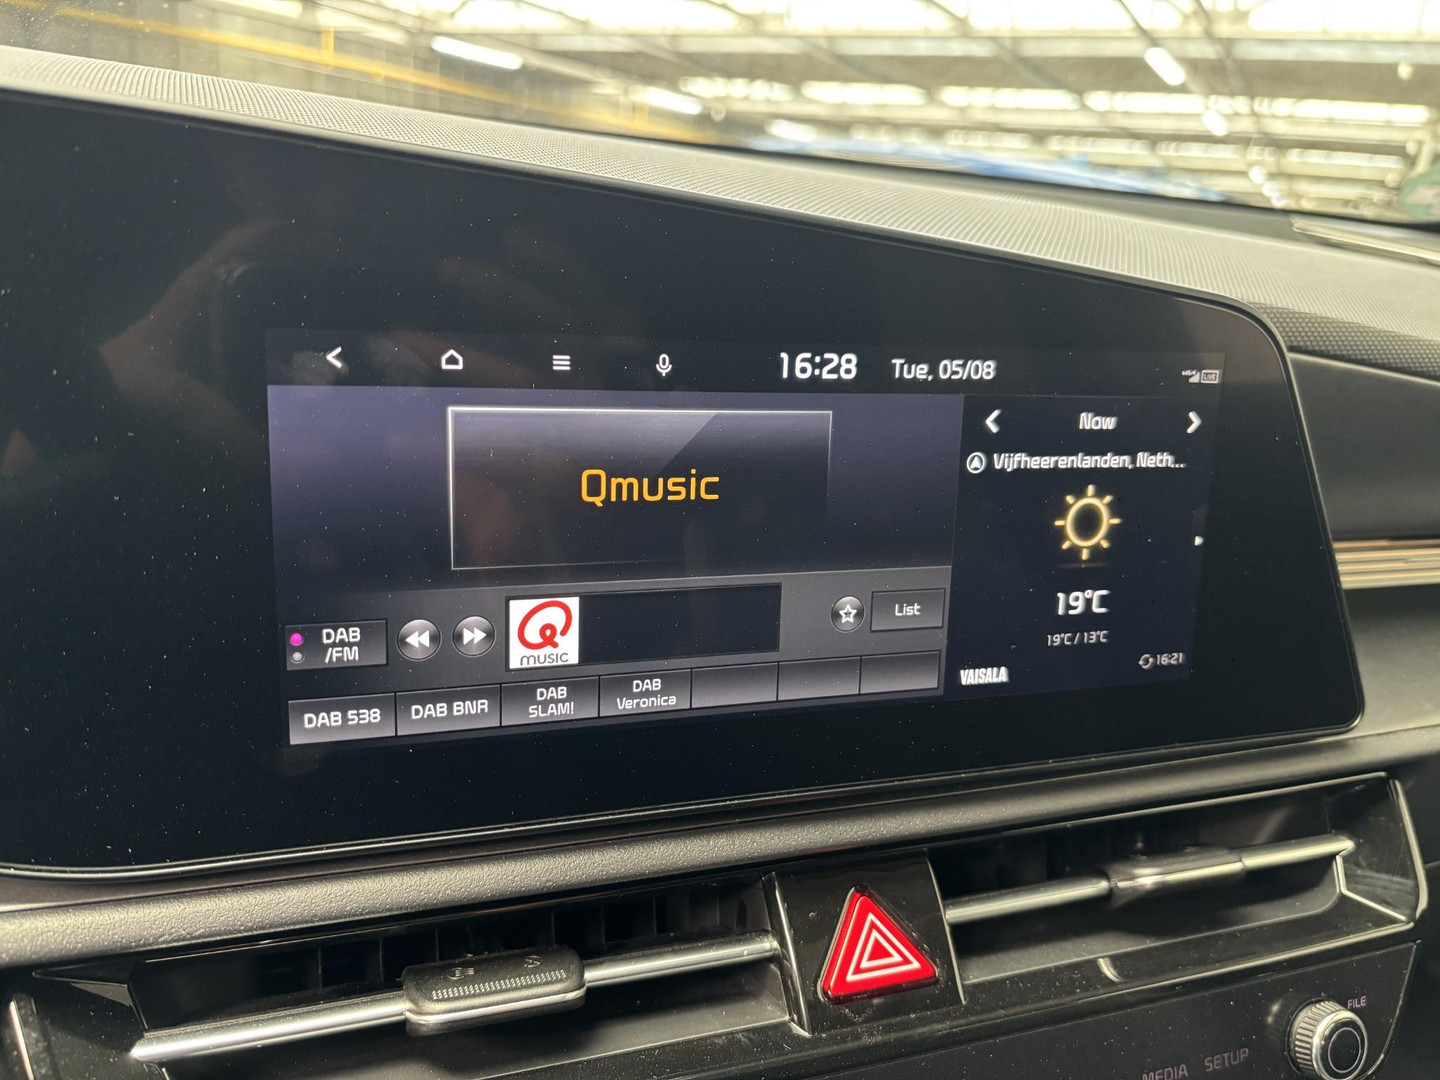 16:28 Tue, 05/08
LIVE
Now
Vijfheerenlanden, Neth...
Qmusic
19°C
19°C / 13°C
16:21
VAISALA
DAB
/FM
MUSIC
List
DAB 538
DAB BNR
DAB
SLAM!
DAB
Veronica
FILE
MEDIA
SETUP